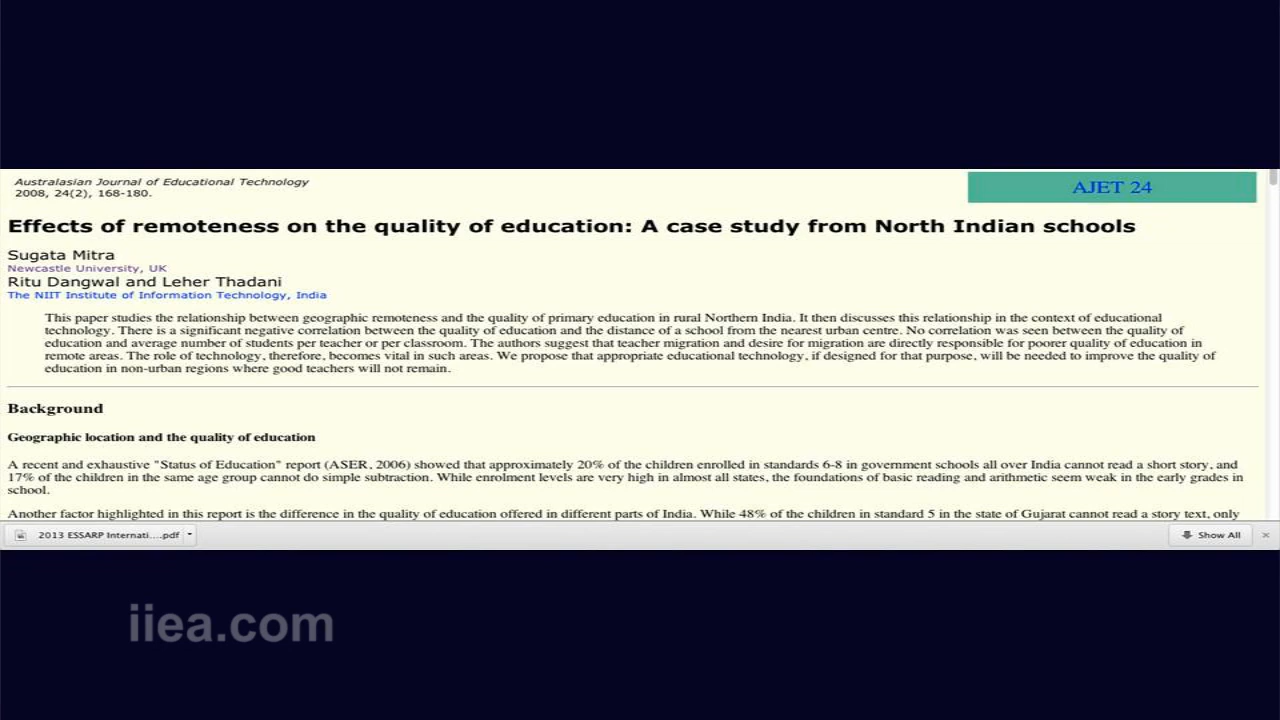 Australasian Journal of Educational Technology
2008, 24(2), 168-180.
AJET 24
Effects of remoteness on the quality of education: A case study from North Indian schools
Sugata Mitra
Newcastle University, UK
Ritu Dangwal and Leher Thadani
The NIIT Institute of Information Technology, India
This paper studies the relationship between geographic remoteness and the quality of primary education in rural Northern India. It then discusses this relationship in the context of educational
technology. There is a significant negative correlation between the quality of education and the distance of a school from the nearest urban centre. No correlation was seen between the quality of
education and average number of students per teacher or per classroom. The authors suggest that teacher migration and desire for migration are directly responsible for poorer quality of education in
remote areas. The role of technology, therefore, becomes vital in such areas. We propose that appropriate educational technology, if designed for that purpose, will be needed to improve the quality of
education in non-urban regions where good teachers will not remain.
Background
Geographic location and the quality of education
A recent and exhaustive "Status of Education" report (ASER, 2006) showed that approximately 20% of the children enrolled in standards 6-8 in government schools all over India cannot read a short story, and
17% of the children in the same age group cannot do simple subtraction. While enrolment levels are very high in almost all states, the foundations of basic reading and arithmetic seem weak in the early grades in
school.
Another factor highlighted in this report is the difference in the quality of education offered in different parts of India. While 48% of the children in standard 5 in the state of Gujarat cannot read a story text, only
2013 ESSARP Internati....pdf
Show All
iiea.com